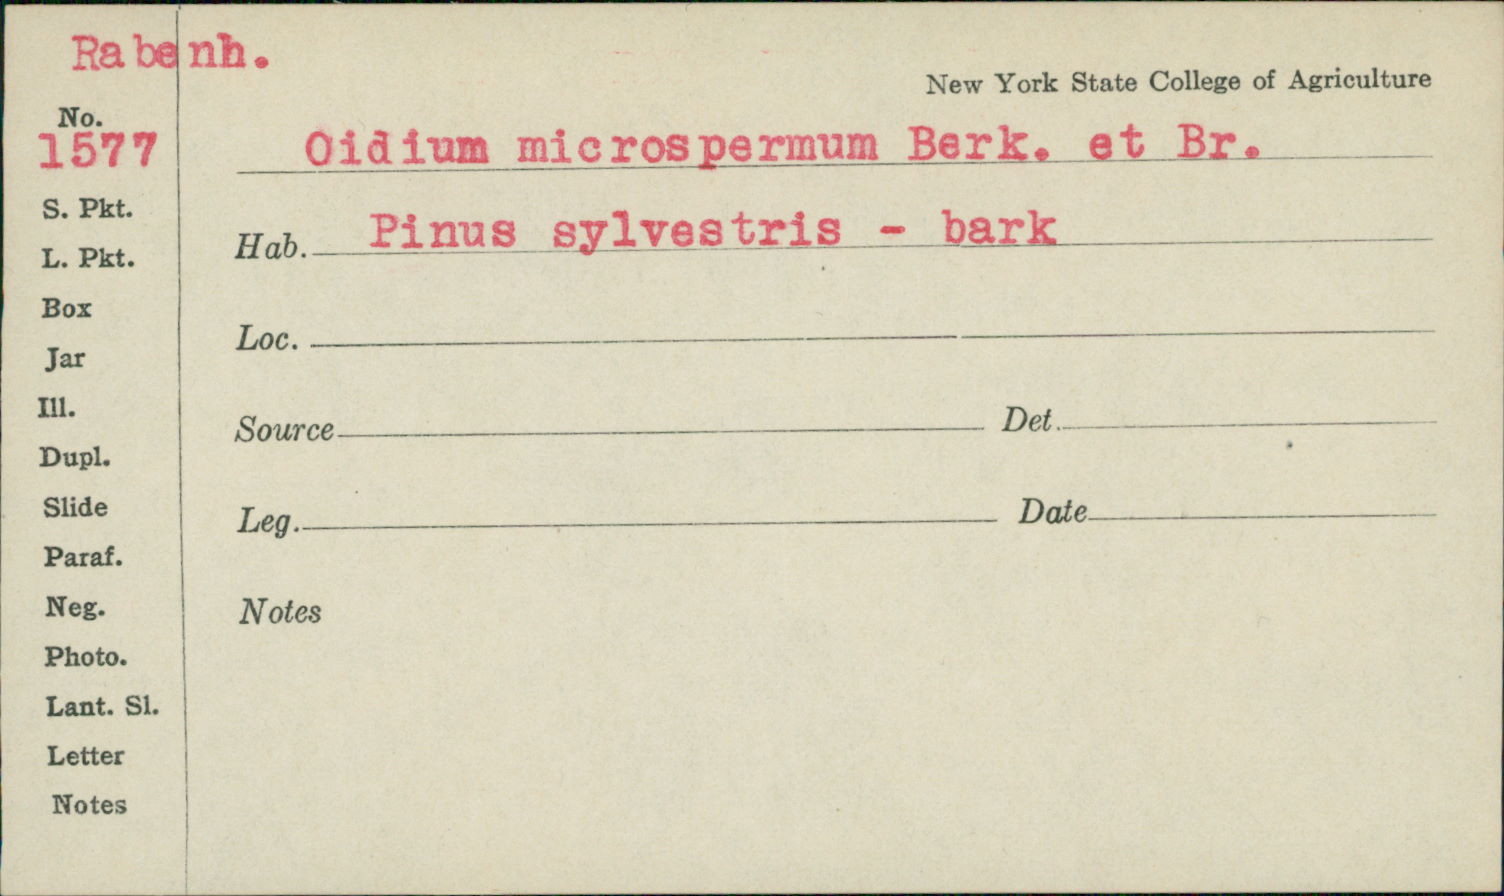 Rabenh.
New York State College of Agriculture
No.
1577
Oidium microspermum Berk. et Br.
S. Pkt.
Hab. Pinus sylvestris - bark
L. Pkt.
Box
Loc.
Jar
Ill.
Source Det.
Dupl.
Slide
Leg. Date
Paraf.
Neg.
Notes
Photo.
Lant. Sl.
Letter
Notes